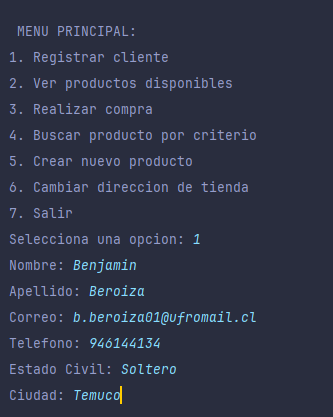 MENU PRINCIPAL:
1. Registrar cliente
2. Ver productos disponibles
3. Realizar compra
4. Buscar producto por criterio
5. Crear nuevo producto
6. Cambiar direccion de tienda
7. Salir
Selecciona una opcion: 1
Nombre: Benjamin
Apellido: Beroiza
Correo: b.beroiza01@ufromail.cl
Telefono: 946144134
Estado Civil: Soltero
Ciudad: Temuco